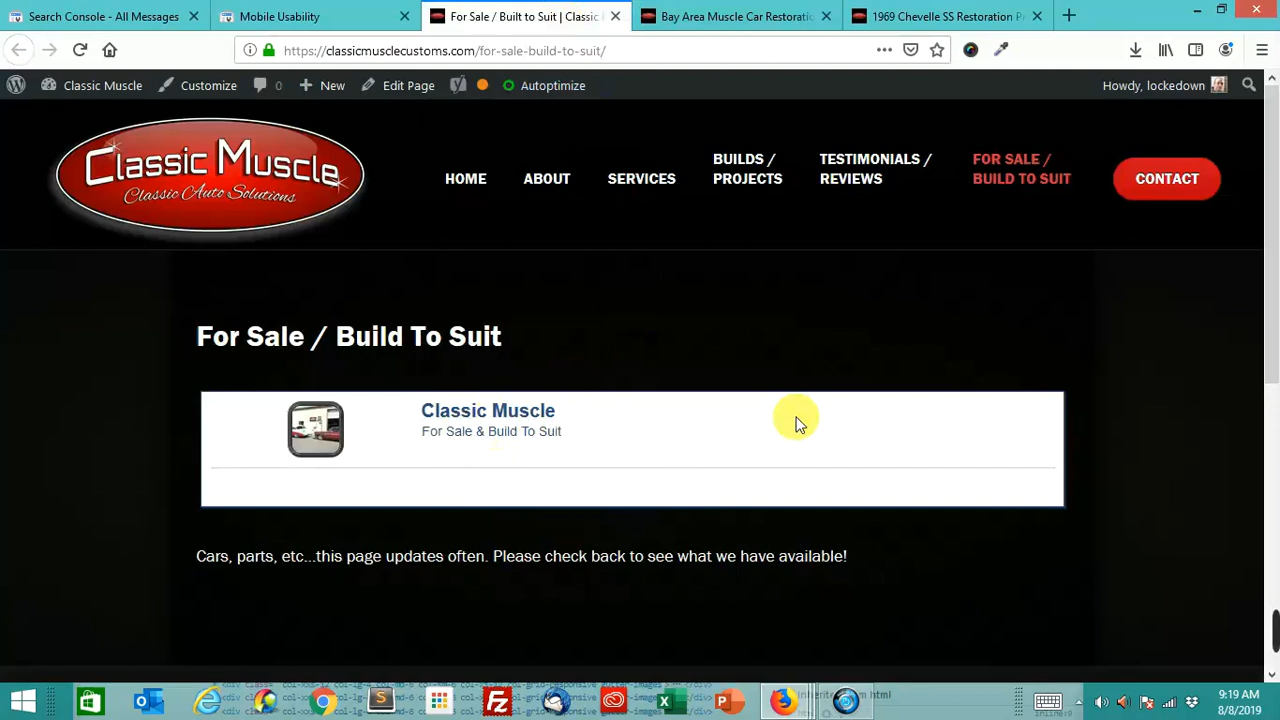 Search Console - All Messages
Mobile Usability
For Sale / Built to Suit | Classic
Bay Area Muscle Car Restorati
1969 Chevelle SS Restoration P
https://classicmusclecustoms.com/for-sale-build-to-suit/
Classic Muscle
Customize
0
New
Edit Page
Autoptimize
Howdy, lockedown
Classic Muscle
Classic Auto Solutions
HOME
ABOUT
SERVICES
BUILDS /
PROJECTS
TESTIMONIALS /
REVIEWS
FOR SALE /
BUILD TO SUIT
CONTACT
For Sale / Build To Suit
Classic Muscle
For Sale & Build To Suit
Cars, parts, etc...this page updates often. Please check back to see what we have available!
9:19 AM
8/8/2019